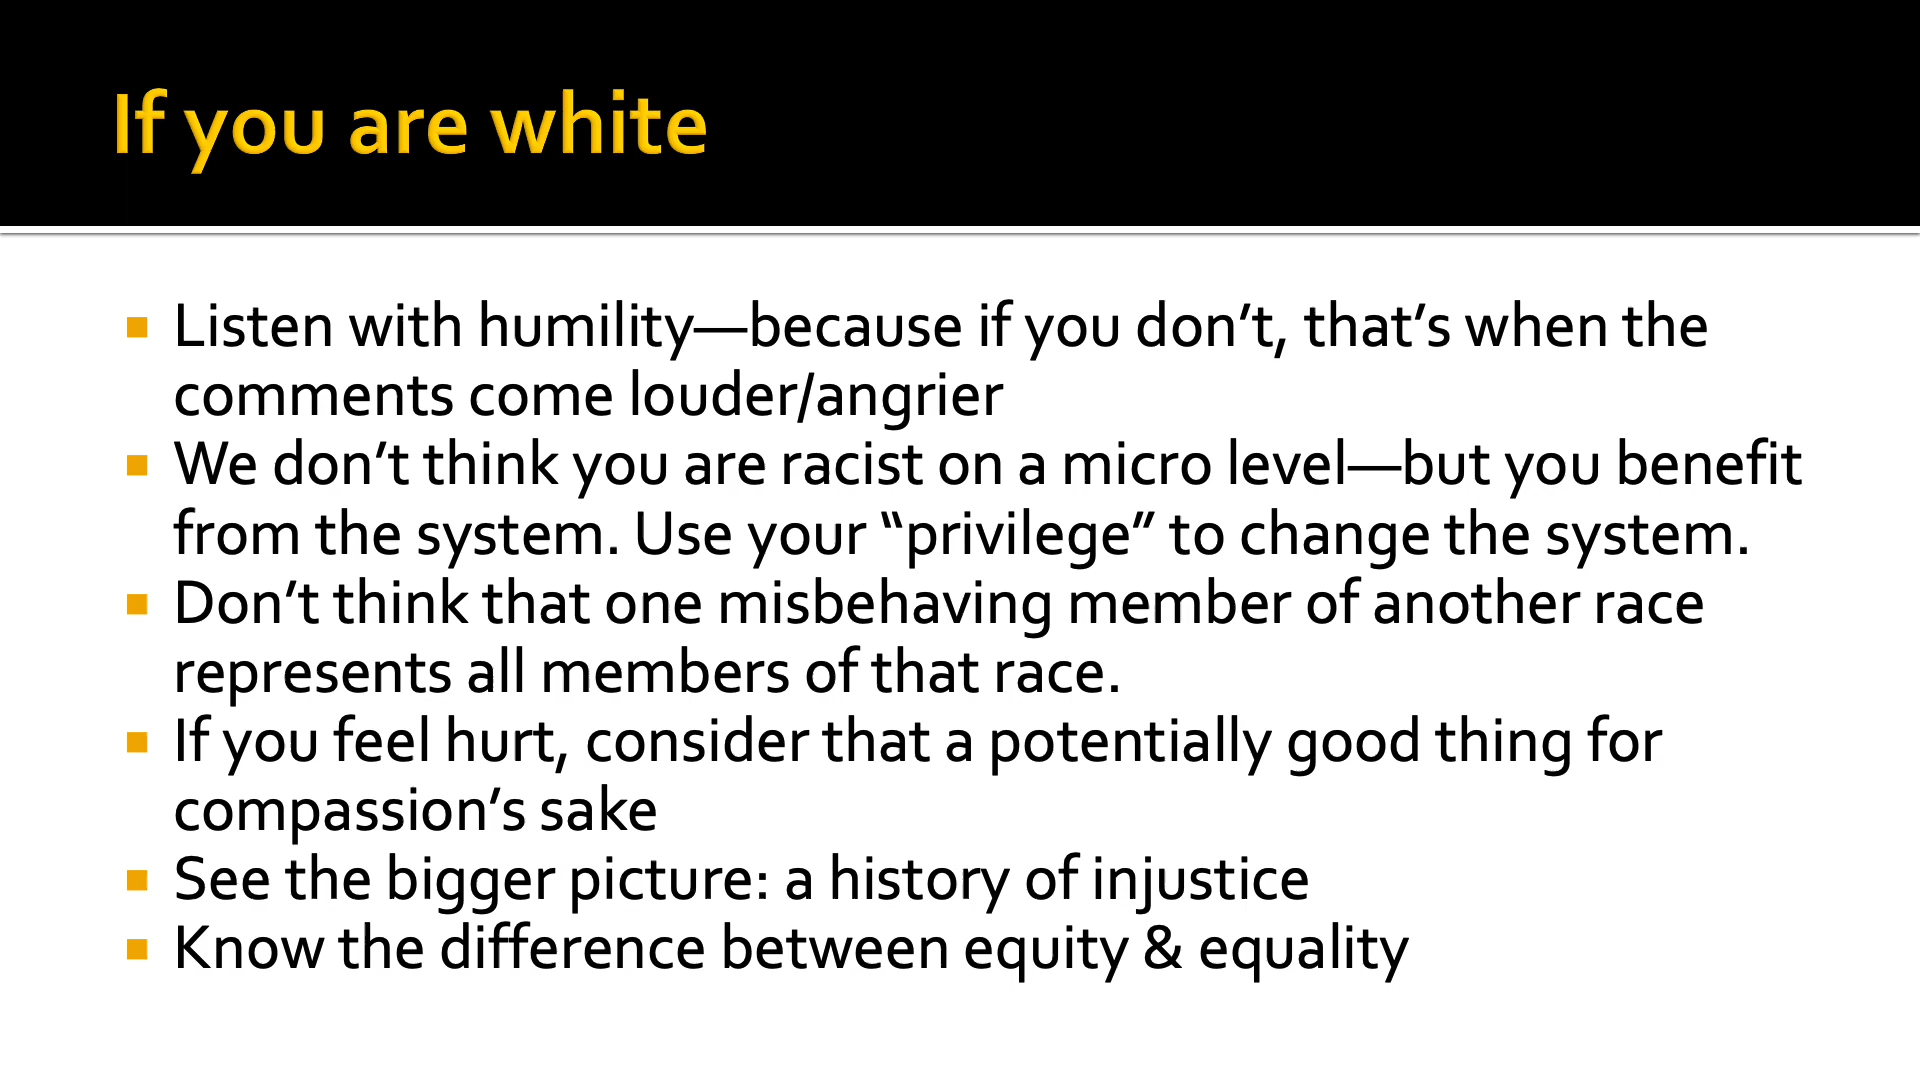 If you are white
Listen with humility—because if you don’t, that’s when the
comments come louder/angrier
We don’t think you are racist on a micro level—but you benefit
from the system. Use your “privilege” to change the system.
Don’t think that one misbehaving member of another race
represents all members of that race.
If you feel hurt, consider that a potentially good thing for
compassion’s sake
See the bigger picture: a history of injustice
Know the difference between equity & equality